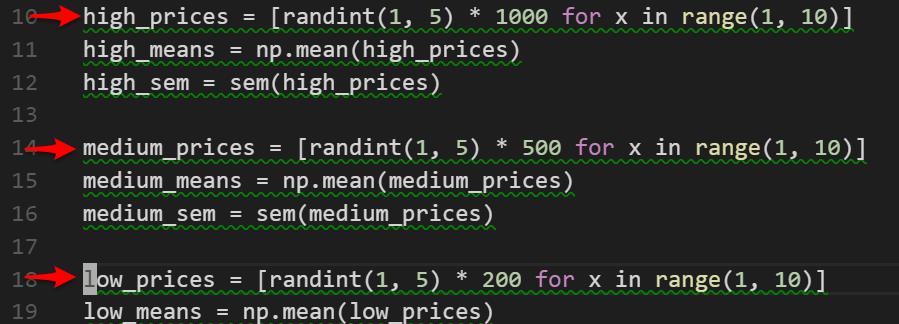 10 high_prices = [randint(1, 5) * 1000 for x in range(1, 10)]
11 high_means = np.mean(high_prices)
12 high_sem = sem(high_prices)
13
14 medium_prices = [randint(1, 5) * 500 for x in range(1, 10)]
15 medium_means = np.mean(medium_prices)
16 medium_sem = sem(medium_prices)
17
18 low_prices = [randint(1, 5) * 200 for x in range(1, 10)]
19 low_means = np.mean(low_prices)